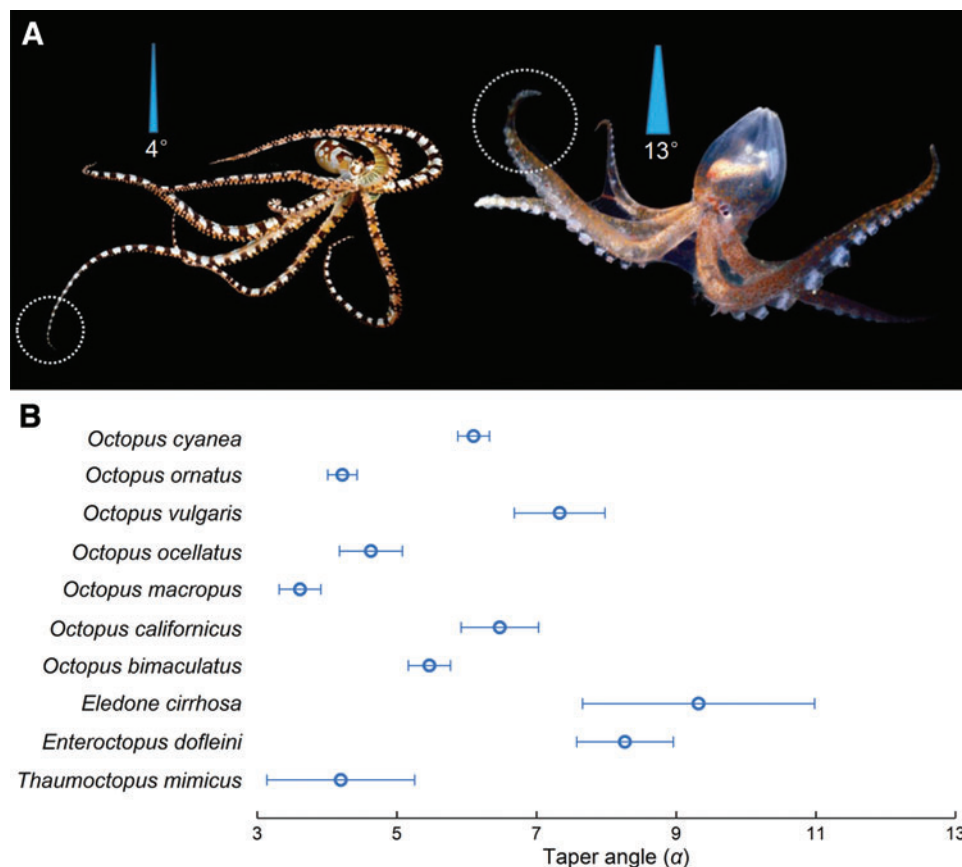 A
4°
13°
B
Octopus cyanea
Octopus ornatus
Octopus vulgaris
Octopus ocellatus
Octopus macropus
Octopus californicus
Octopus bimaculatus
Eledone cirrhosa
Enteroctopus dofleini
Thaumoctopus mimicus
3 5 7 9 11 13
Taper angle (α)